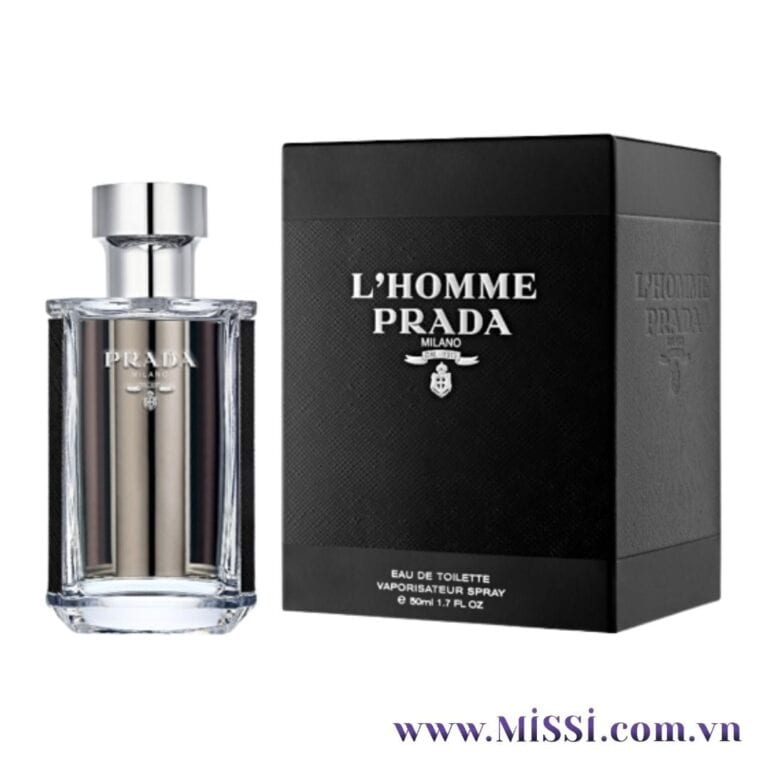 PRADA
MILANO
L'HOMME
PRADA
MILANO
EAU DE TOILETTE
VAPORISATEUR SPRAY
e 50ml 1.7 FL OZ
L'HOMME
PRADA
www.MiSSi.com.vn